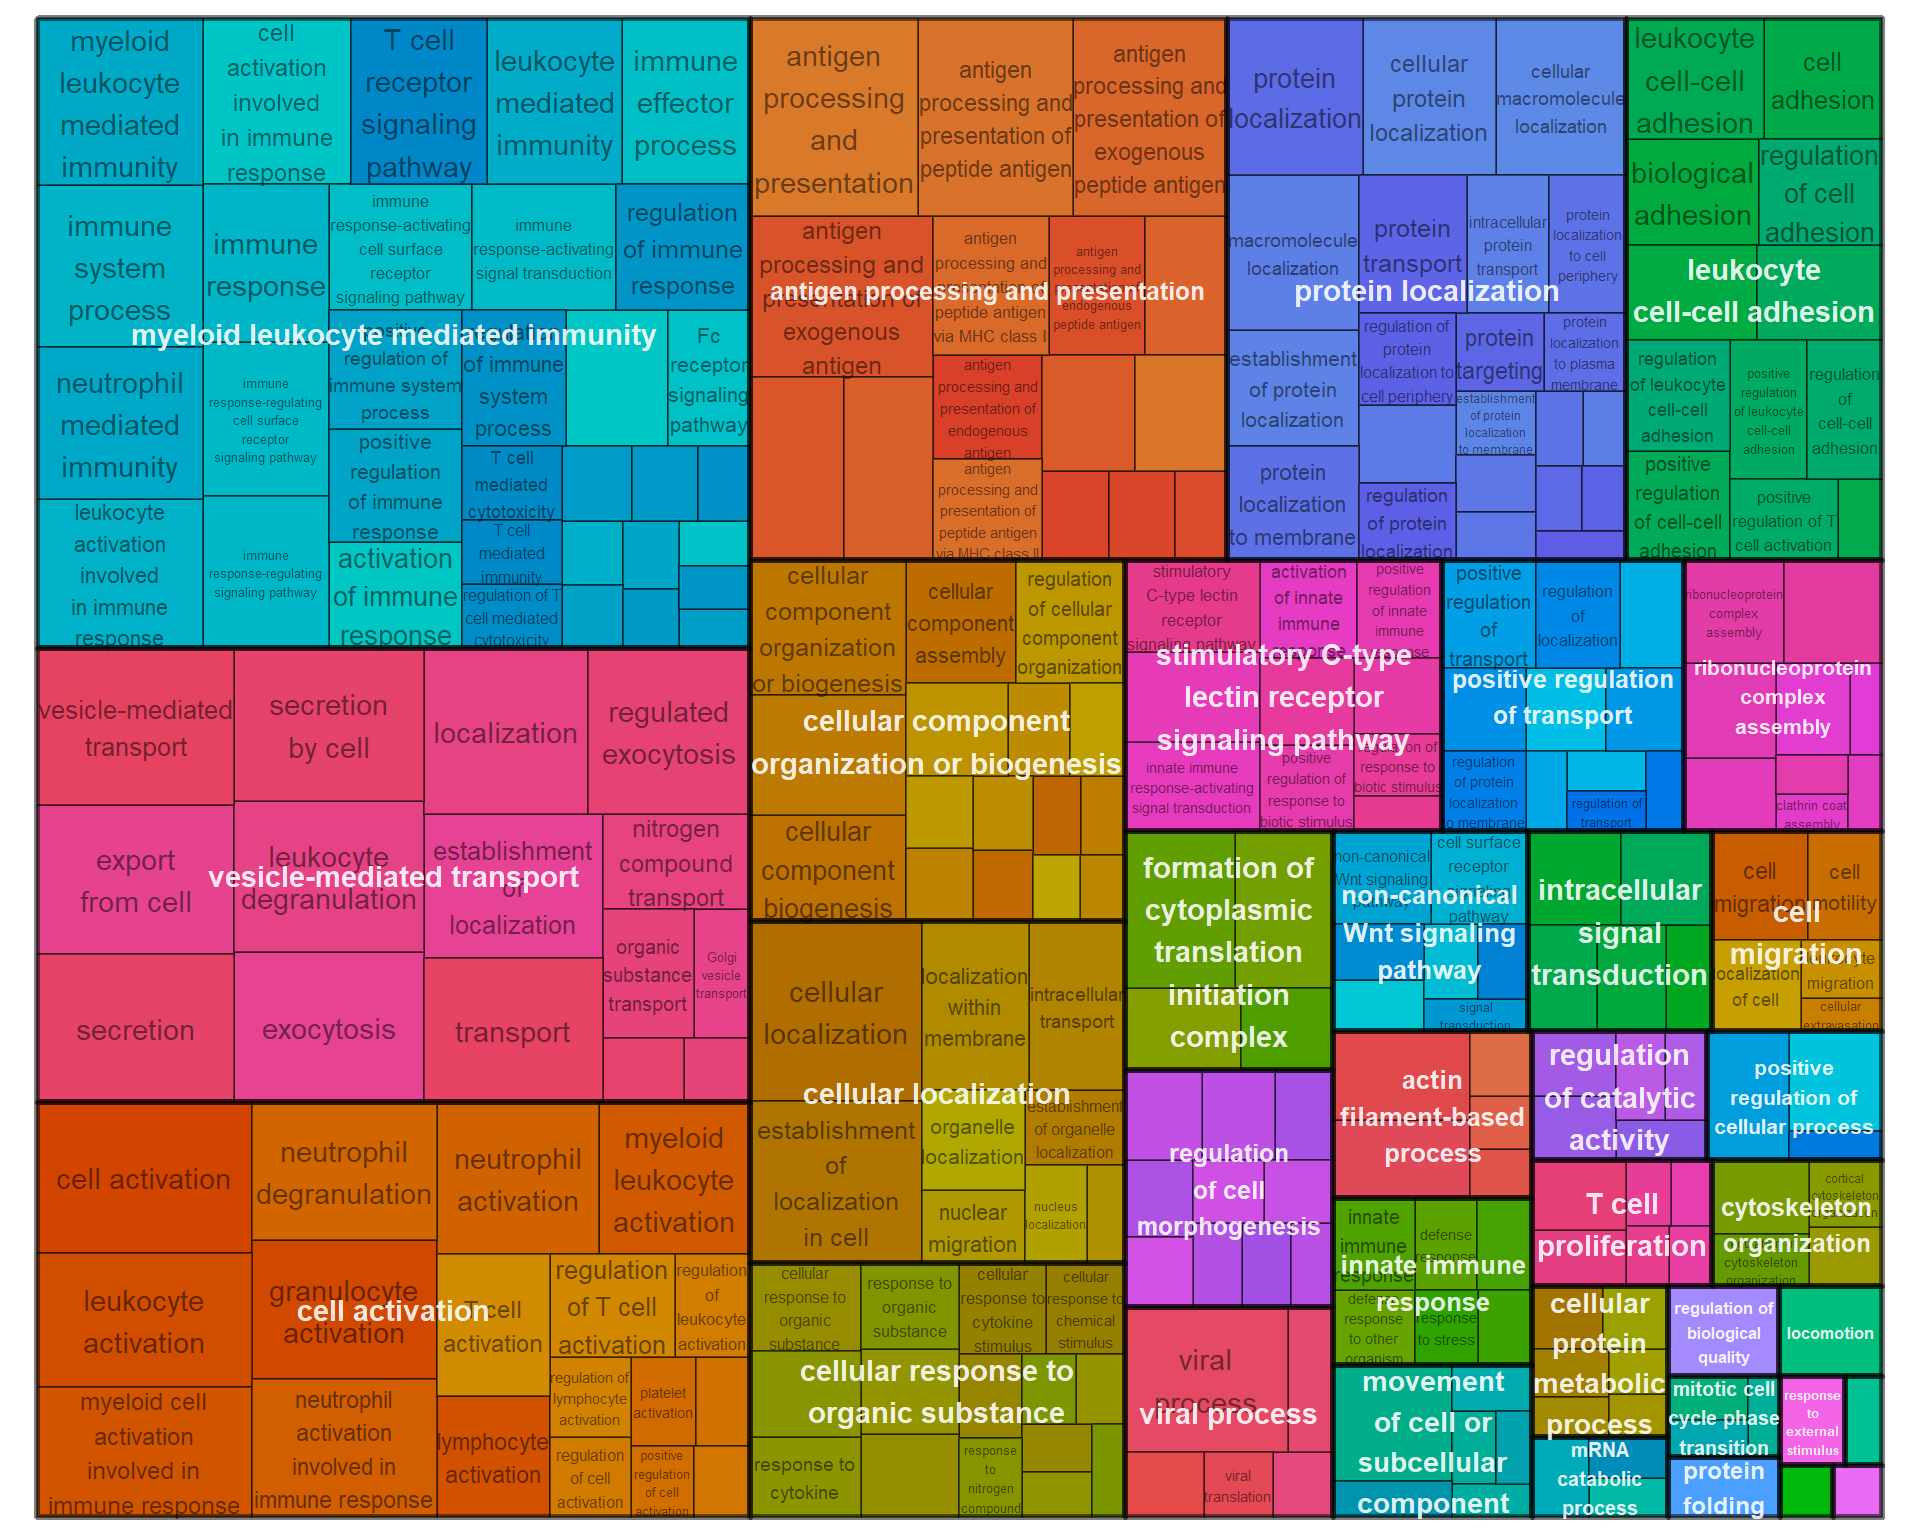 myeloid
leukocyte
mediated
immunity
cell
activation
involved
in immune
response
T cell
receptor
signaling
pathway
leukocyte
mediated
immunity
immune
effector
process
immune
system
process
immune
response
immune
response-activating
cell surface
receptor
signaling pathway
immune
response-activating
signal transduction
regulation
of immune
response
myeloid leukocyte mediated immunity
neutrophil
mediated
immunity
immune
response-regulating
cell surface
receptor
signaling pathway
positive
regulation of
immune system
process
regulation
of immune
system
process
Fc
receptor
signaling
pathway
leukocyte
activation
involved
in immune
response
immune
response-regulating
signaling pathway
positive
regulation
of immune
response
activation
of immune
response
T cell
mediated
cytotoxicity
T cell
mediated
immunity
regulation of T
cell mediated
cytotoxicity
antigen
processing
and
presentation
antigen
processing and
presentation of
peptide antigen
antigen
processing and
presentation of
exogenous
peptide antigen
antigen
processing and
presentation of
exogenous
antigen
antigen
processing and
presentation of
peptide antigen
via MHC class I
antigen
processing and
presentation of
endogenous
peptide antigen
antigen processing and presentation
antigen
processing and
presentation of
endogenous
antigen
antigen
processing and
presentation of
peptide antigen
via MHC class II
protein
localization
cellular
protein
localization
cellular
macromolecule
localization
macromolecule
localization
protein
transport
intracellular
protein
transport
protein
localization
to cell
periphery
protein localization
establishment
of protein
localization
regulation of
protein
localization to
cell periphery
protein
targeting
protein
localization
to plasma
membrane
establishment
of protein
localization
to membrane
protein
localization
to membrane
regulation
of protein
localization
leukocyte
cell-cell
adhesion
cell
adhesion
biological
adhesion
regulation
of cell
adhesion
leukocyte
cell-cell adhesion
regulation
of leukocyte
cell-cell
adhesion
positive
regulation
of leukocyte
cell-cell
adhesion
regulation
of
cell-cell
adhesion
positive
regulation
of cell-cell
adhesion
positive
regulation of T
cell activation
vesicle-mediated
transport
secretion
by cell
localization
regulated
exocytosis
export
from cell
leukocyte
degranulation
establishment
of
localization
nitrogen
compound
transport
vesicle-mediated transport
secretion
exocytosis
transport
organic
substance
transport
Golgi
vesicle
transport
cell activation
neutrophil
degranulation
neutrophil
activation
myeloid
leukocyte
activation
leukocyte
activation
granulocyte
activation
cell activation
T cell
activation
regulation
of T cell
activation
regulation
of
leukocyte
activation
myeloid cell
activation
involved in
immune response
neutrophil
activation
involved in
immune response
lymphocyte
activation
regulation of
lymphocyte
activation
platelet
activation
regulation
of cell
activation
positive
regulation
of cell
activation
cellular
component
organization
or biogenesis
cellular
component
assembly
regulation
of cellular
component
organization
cellular component
organization or biogenesis
cellular
component
biogenesis
cellular
localization
localization
within
membrane
intracellular
transport
cellular localization
establishment
of
localization
in cell
organelle
localization
establishment
of organelle
localization
nuclear
migration
nucleus
localization
cellular
response to
organic
substance
response to
organic
substance
cellular
response to
cytokine
stimulus
cellular
response to
chemical
stimulus
cellular response to
organic substance
response to
cytokine
response
to
nitrogen
compound
stimulatory
C-type lectin
receptor
signaling pathway
activation
of innate
immune
response
positive
regulation
of innate
immune
response
stimulatory C-type
lectin receptor
signaling pathway
innate immune
response-activating
signal transduction
positive
regulation of
response to
biotic stimulus
regulation of
response to
biotic stimulus
positive
regulation
of
transport
regulation
of
localization
positive regulation
of transport
regulation
of protein
localization
to membrane
regulation of
transport
ribonucleoprotein
complex
assembly
ribonucleoprotein
complex
assembly
clathrin coat
assembly
formation of
cytoplasmic
translation
initiation
complex
non-canonical
Wnt signaling
pathway
cell surface
receptor
signaling
pathway
non-canonical
Wnt signaling
pathway
signal
transduction
intracellular
signal
transduction
cell
migration
cell
motility
cell
migration
localization
of cell
leukocyte
migration
cellular
extravasation
regulation
of cell
morphogenesis
actin
filament-based
process
regulation
of catalytic
activity
positive
regulation of
cellular process
T cell
proliferation
cortical
cytoskeleton
organization
cytoskeleton
organization
cytoskeleton
organization
innate
immune
response
defense
response
innate immune
response
defense
response
to other
organism
response
to stress
viral
process
viral process
viral
translation
movement
of cell or
subcellular
component
cellular
protein
metabolic
process
regulation of
biological
quality
locomotion
mitotic cell
cycle phase
transition
response
to
external
stimulus
mRNA
catabolic
process
protein
folding